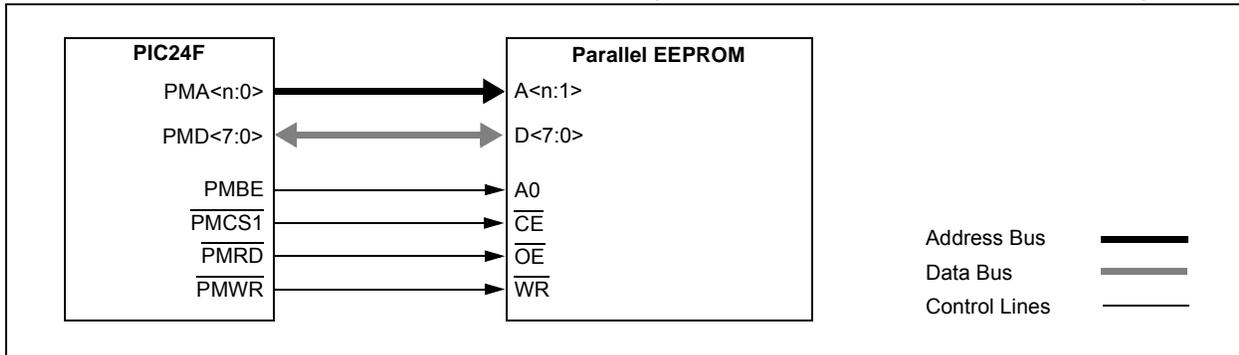 PIC24F
Parallel EEPROM
PMA<n:0>
A<n:1>
PMD<7:0>
D<7:0>
PMBE
A0
PMCS1
CE
PMRD
OE
PMWR
WR
Address Bus
Data Bus
Control Lines